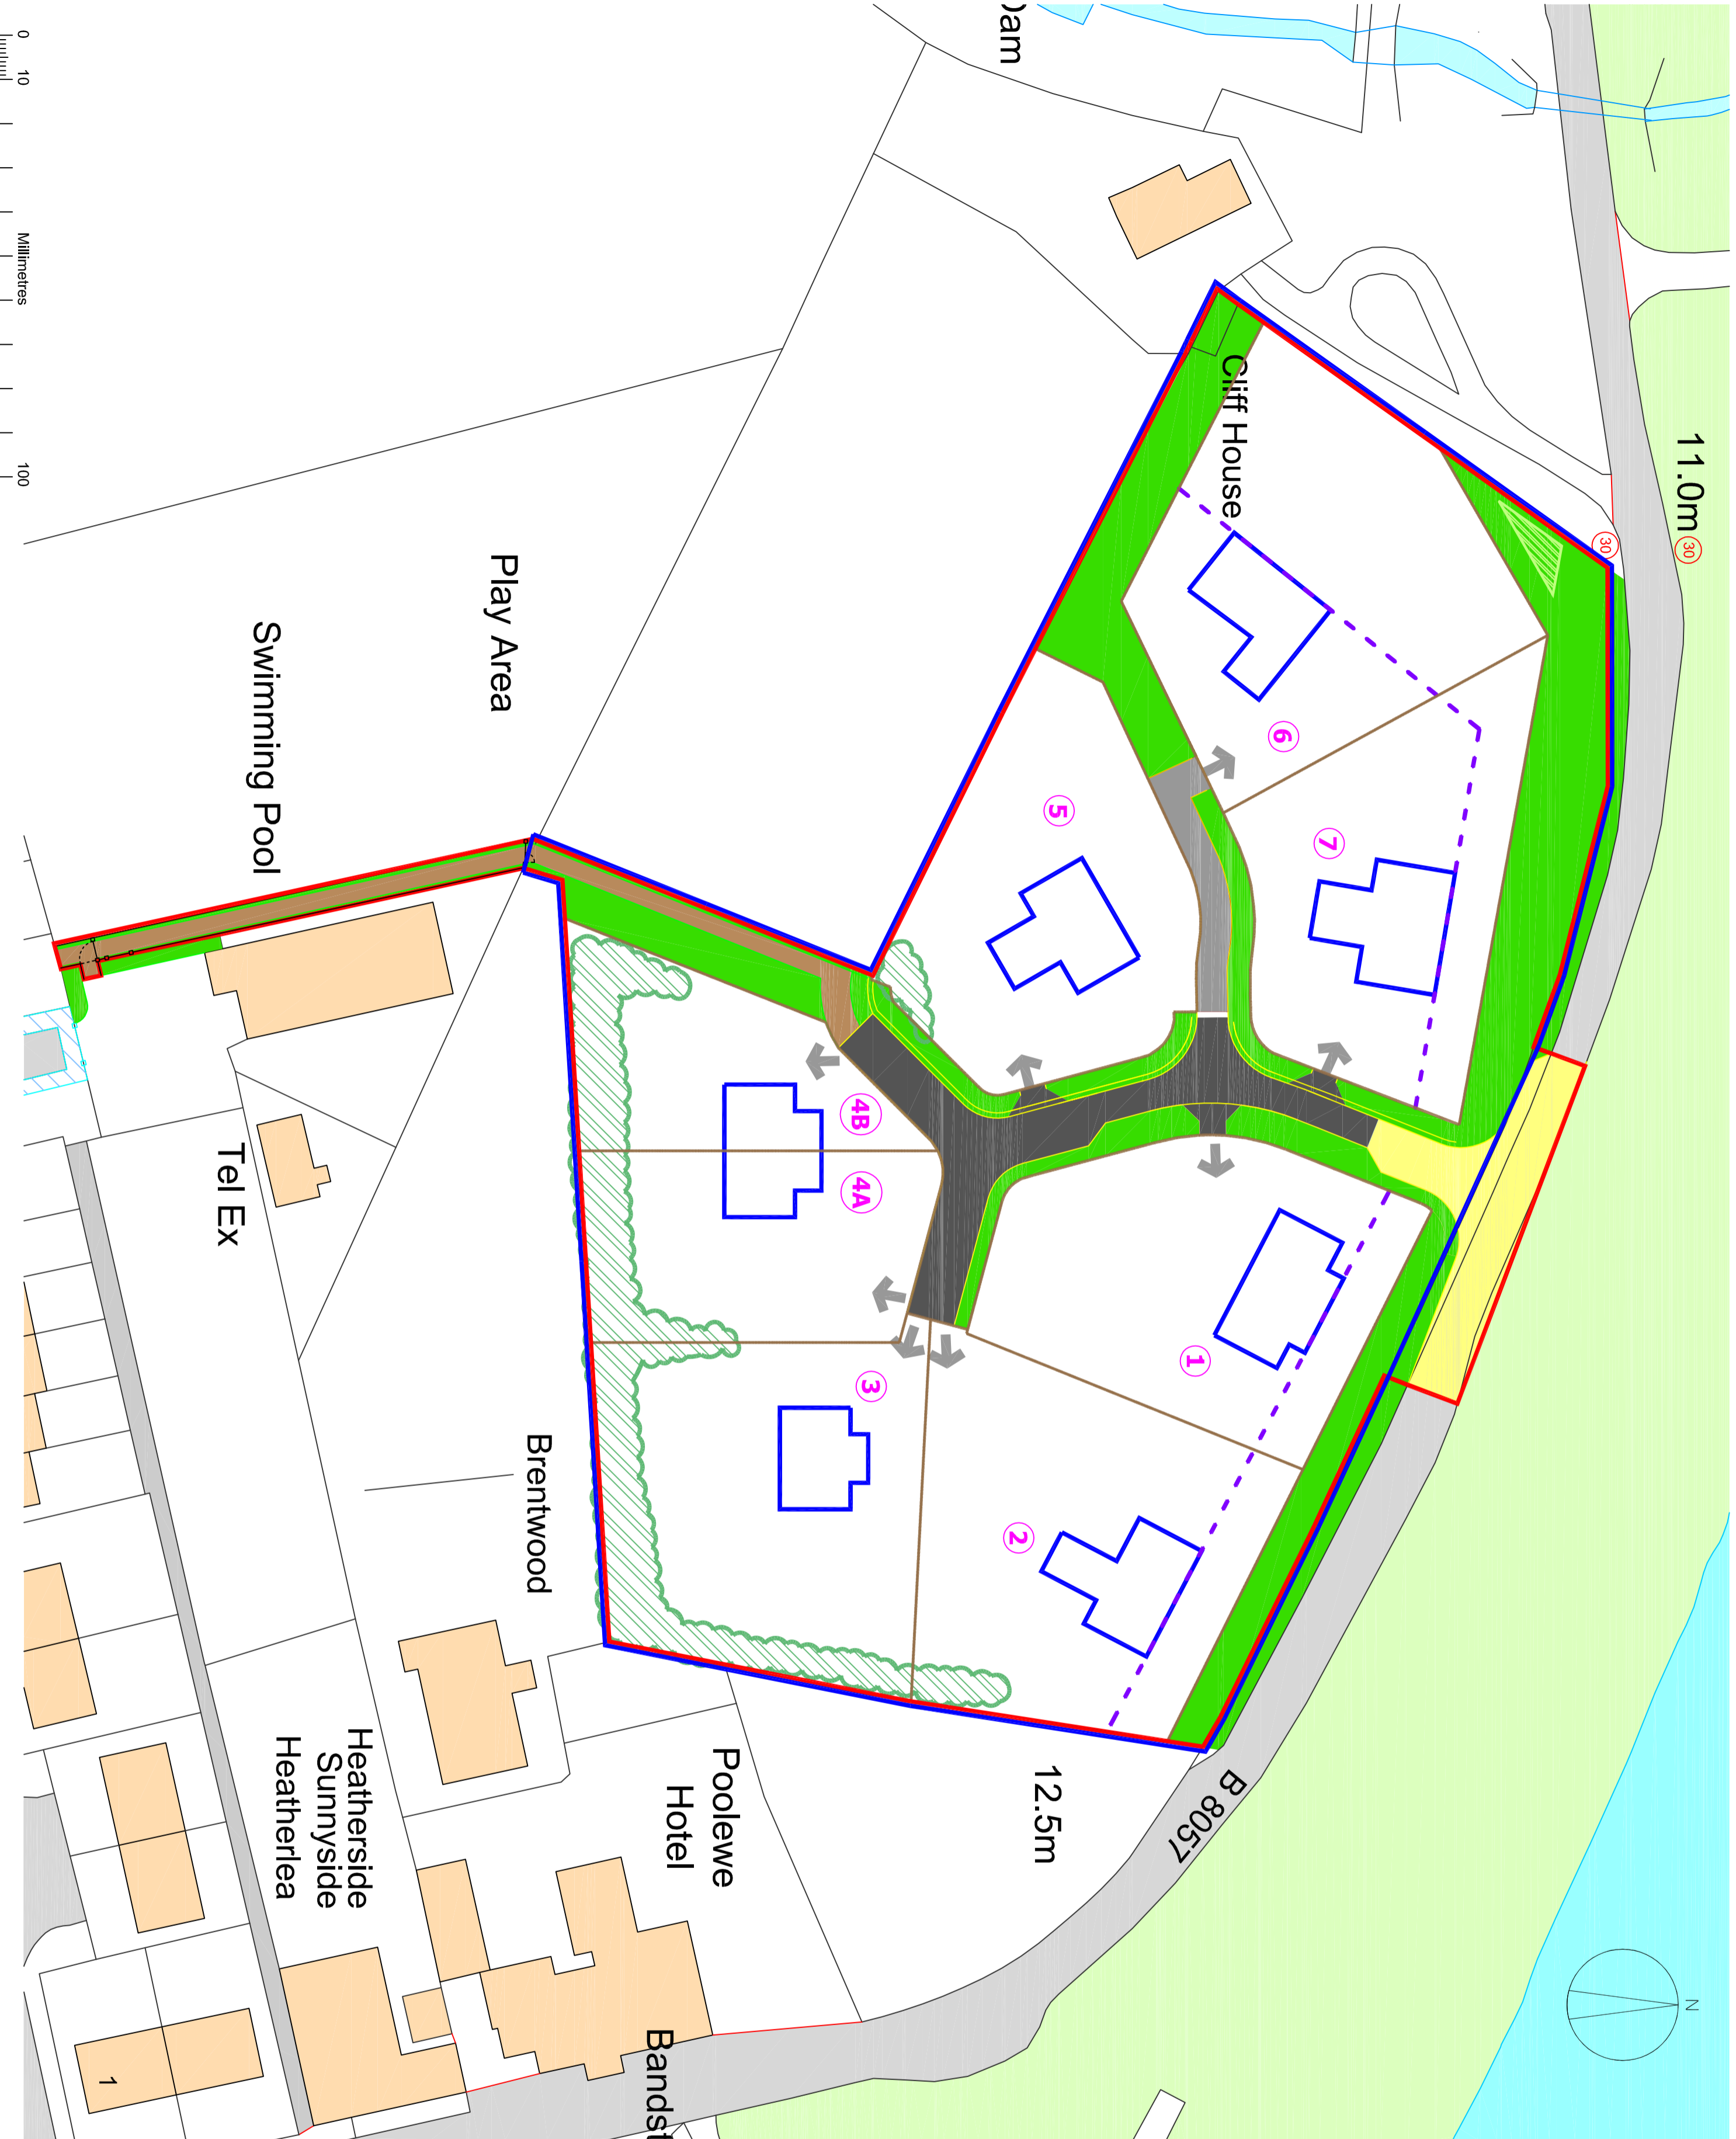 N
11.0m
30
30
B 8057
12.5m
Cliff House
Dam
7
6
5
1
2
4B
4A
3
Poolewe
Hotel
Bandst
Play Area
Brentwood
Swimming Pool
Tel Ex
Heatherside
Sunnyside
Heatherlea
1
0
10
Millimetres
100